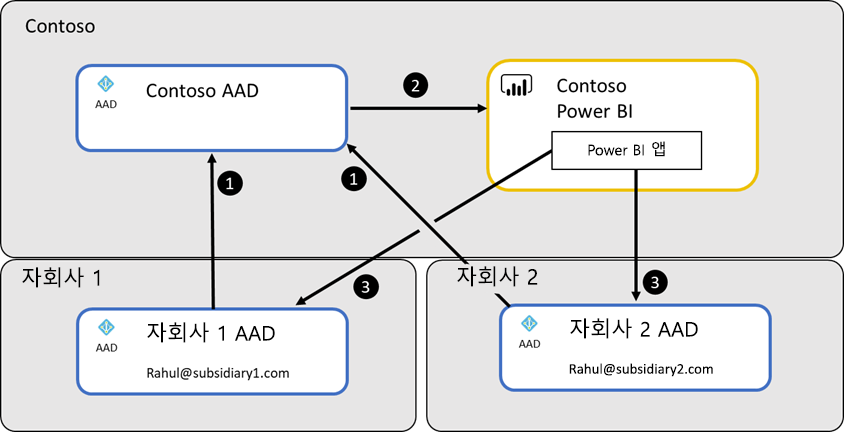 Contoso
AAD
Contoso AAD
2
Contoso
Power BI
Power BI 앱
1
1
자회사 1
3
자회사 2
3
AAD
자회사 1 AAD
Rahul@subsidiary1.com
AAD
자회사 2 AAD
Rahul@subsidiary2.com